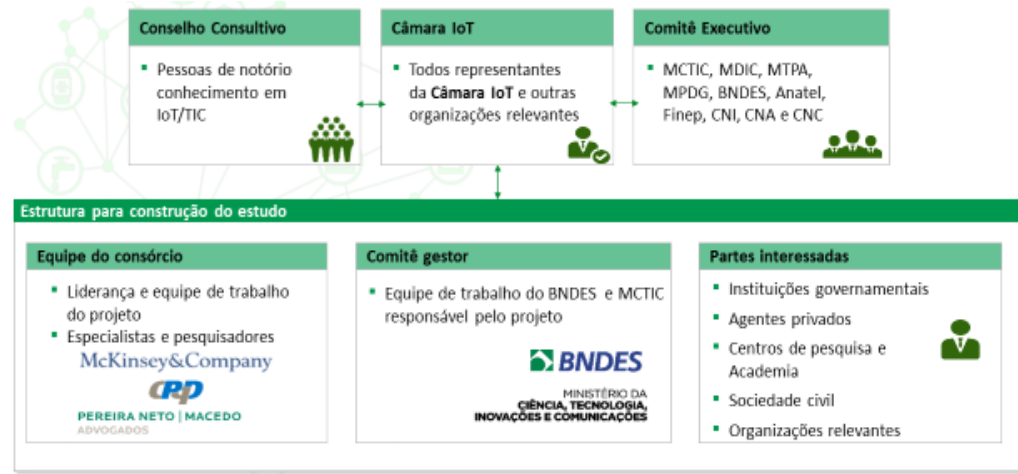 Conselho Consultivo
Pessoas de notório
conhecimento em
IoT/TIC
Câmara IoT
Todos representantes
da Câmara IoT e outras
organizações relevantes
Comitê Executivo
MCTIC, MDIC, MTPA,
MPDG, BNDES, Anatel,
Finep, CNI, CNA e CNC
Estrutura para construção do estudo
Equipe do consórcio
Liderança e equipe de trabalho
do projeto
Especialistas e pesquisadores
McKinsey&Company
CPqD
PEREIRA NETO | MACEDO
ADVOGADOS
Comitê gestor
Equipe de trabalho do BNDES e MCTIC
responsável pelo projeto
BNDES
MINISTÉRIO DA
CIÊNCIA, TECNOLOGIA,
INOVAÇÕES E COMUNICAÇÕES
Partes interessadas
Instituições governamentais
Agentes privados
Centros de pesquisa e
Academia
Sociedade civil
Organizações relevantes